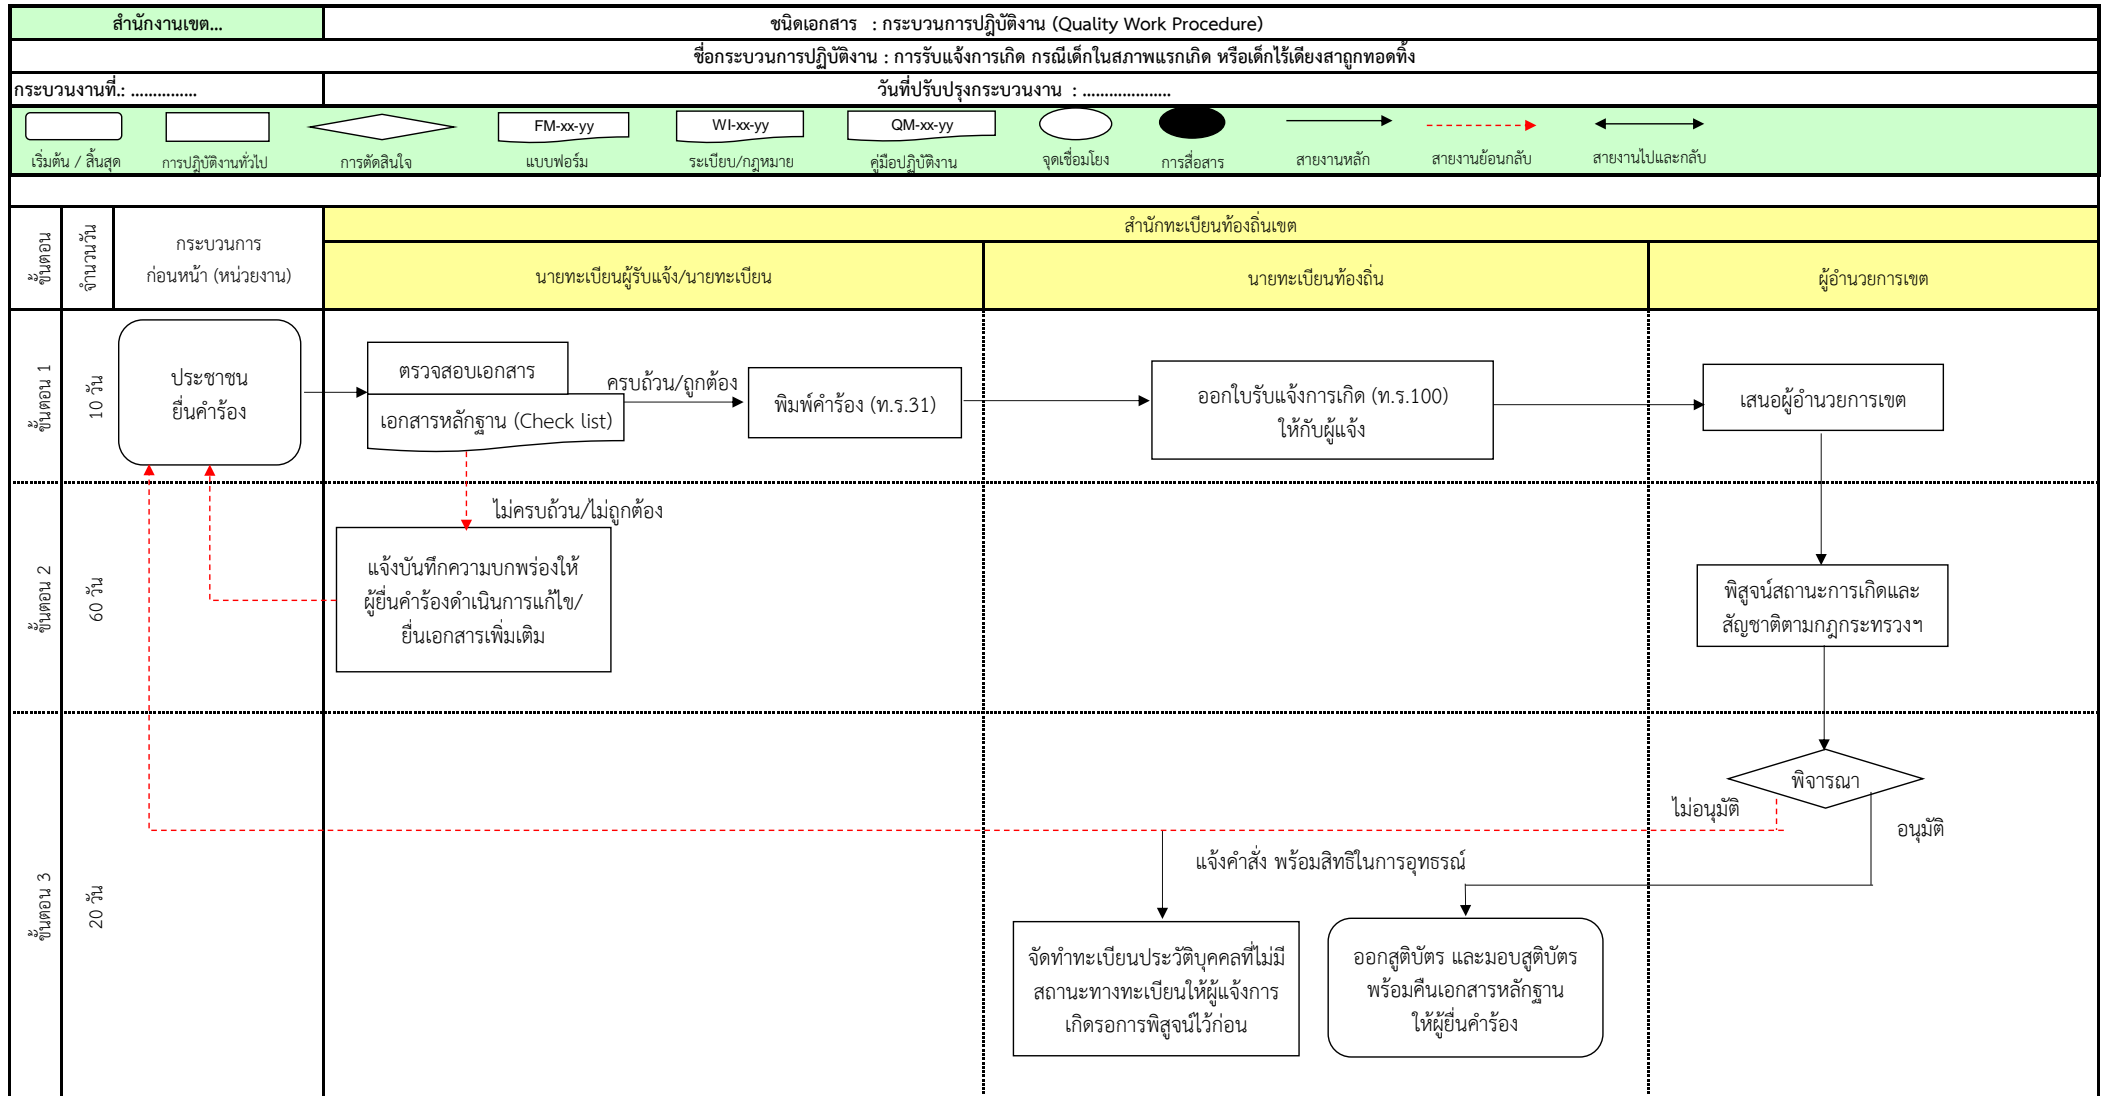 สำนักงานเขต...
ชนิดเอกสาร : กระบวนการปฎิบัติงาน (Quality Work Procedure)
ชื่อกระบวนการปฏิบัติงาน : การรับแจ้งการเกิด กรณีเด็กในสภาพแรกเกิด หรือเด็กไร้เดียงสาถูกทอดทิ้ง
กระบวนงานที่.: ...............
วันที่ปรับปรุงกระบวนงาน : ....................
FM-xx-yy
WI-xx-yy
QM-xx-yy
เริ่มต้น / สิ้นสุด
การปฎิบัติงานทั่วไป
การตัดสินใจ
แบบฟอร์ม
ระเบียบ/กฎหมาย
คู่มือปฏิบัติงาน
จุดเชื่อมโยง
การสื่อสาร
สายงานหลัก
สายงานย้อนกลับ
สายงานไปและกลับ
ขั้นตอน
จำนวนวัน
กระบวนการ
ก่อนหน้า (หน่วยงาน)
สำนักทะเบียนท้องถิ่นเขต
นายทะเบียนผู้รับแจ้ง/นายทะเบียน
นายทะเบียนท้องถิ่น
ผู้อำนวยการเขต
ขั้นตอน 1
10 วัน
ประชาชน
ยื่นคำร้อง
ตรวจสอบเอกสาร
เอกสารหลักฐาน (Check list)
ครบถ้วน/ถูกต้อง
พิมพ์คำร้อง (ท.ร.31)
ออกใบรับแจ้งการเกิด (ท.ร.100)
ให้กับผู้แจ้ง
เสนอผู้อำนวยการเขต
ไม่ครบถ้วน/ไม่ถูกต้อง
ขั้นตอน 2
60 วัน
แจ้งบันทึกความบกพร่องให้
ผู้ยื่นคำร้องดำเนินการแก้ไข/
ยื่นเอกสารเพิ่มเติม
พิสูจน์สถานะการเกิดและ
สัญชาติตามกฎกระทรวงฯ
ขั้นตอน 3
20 วัน
พิจารณา
ไม่อนุมัติ
อนุมัติ
แจ้งคำสั่ง พร้อมสิทธิในการอุทธรณ์
จัดทำทะเบียนประวัติบุคคลที่ไม่มี
สถานะทางทะเบียนให้ผู้แจ้งการ
เกิดรอการพิสูจน์ไว้ก่อน
ออกสูติบัตร และมอบสูติบัตร
พร้อมคืนเอกสารหลักฐาน
ให้ผู้ยื่นคำร้อง